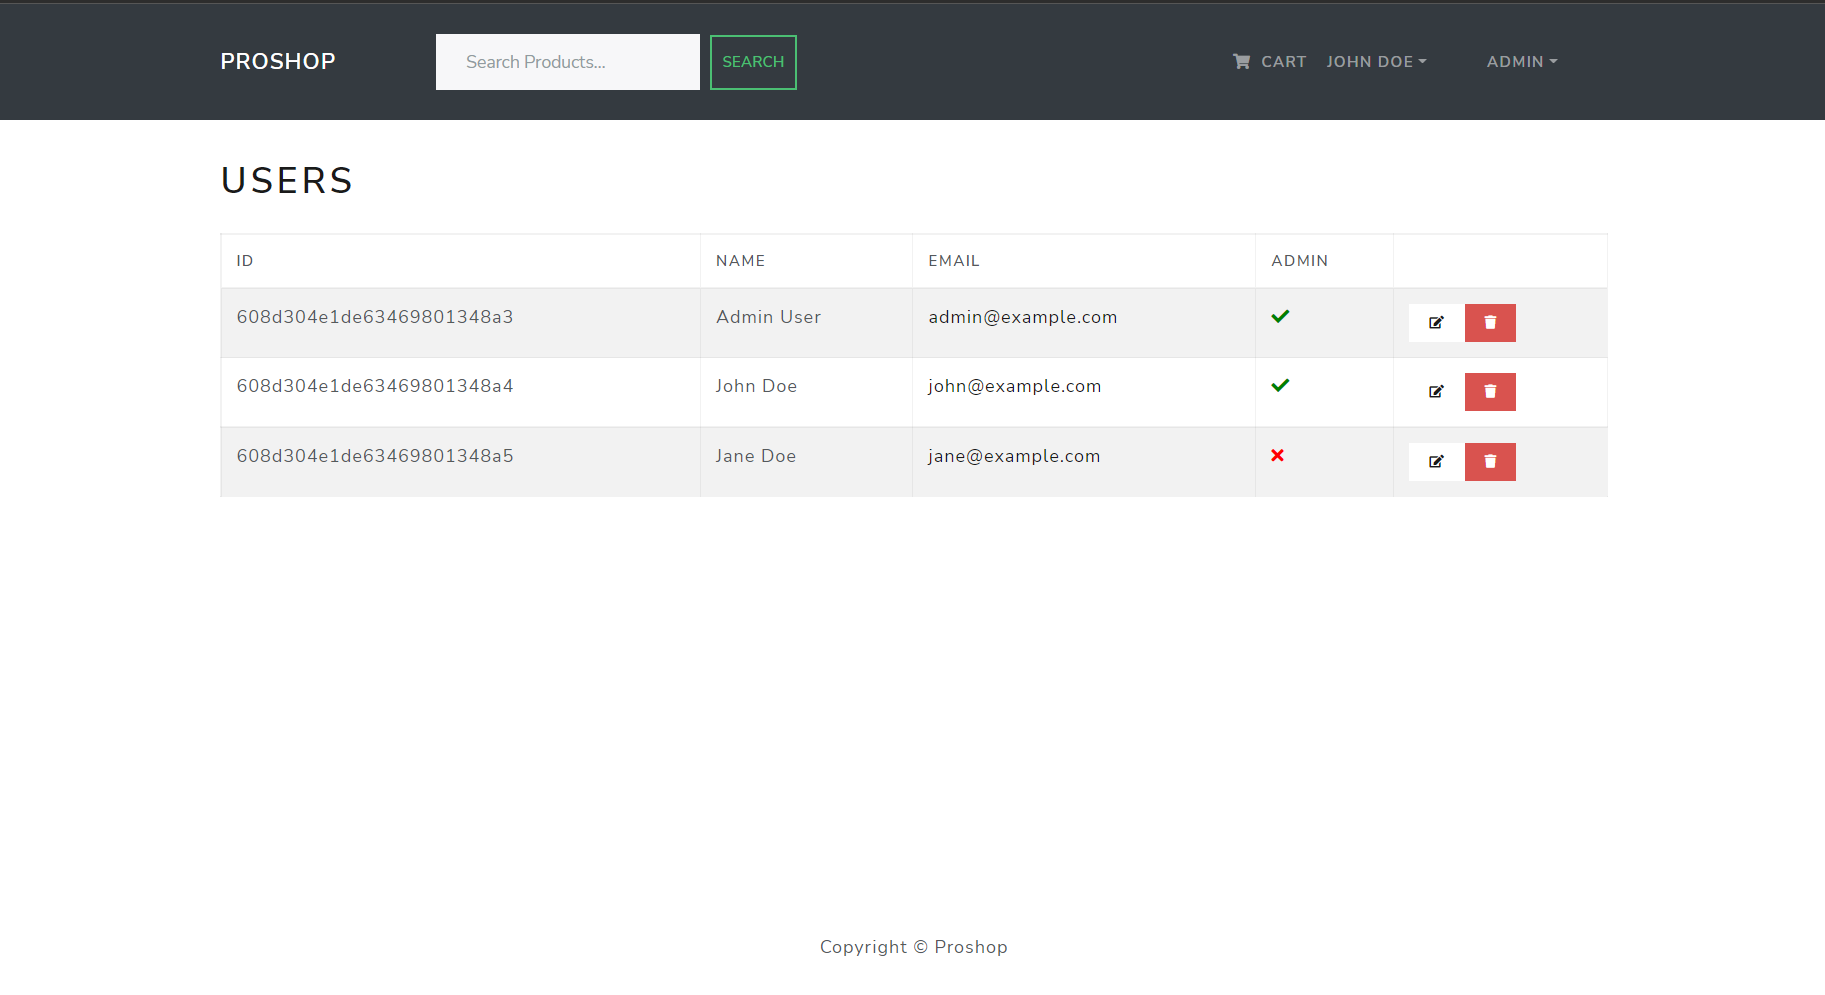 PROSHOP Search Products... SEARCH CART JOHN DOE ADMIN
USERS
ID NAME EMAIL ADMIN
608d304e1de63469801348a3 Admin User admin@example.com
608d304e1de63469801348a4 John Doe john@example.com
608d304e1de63469801348a5 Jane Doe jane@example.com
Copyright © Proshop